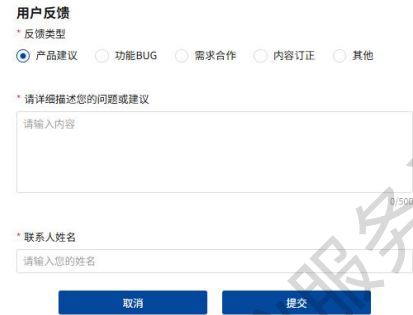 用户反馈
* 反馈类型
产品建议 功能BUG 需求合作 内容订正 其他
* 请详细描述您的问题或建议
请输入内容
0/500
* 联系人姓名
请输入您的姓名
取消 提交